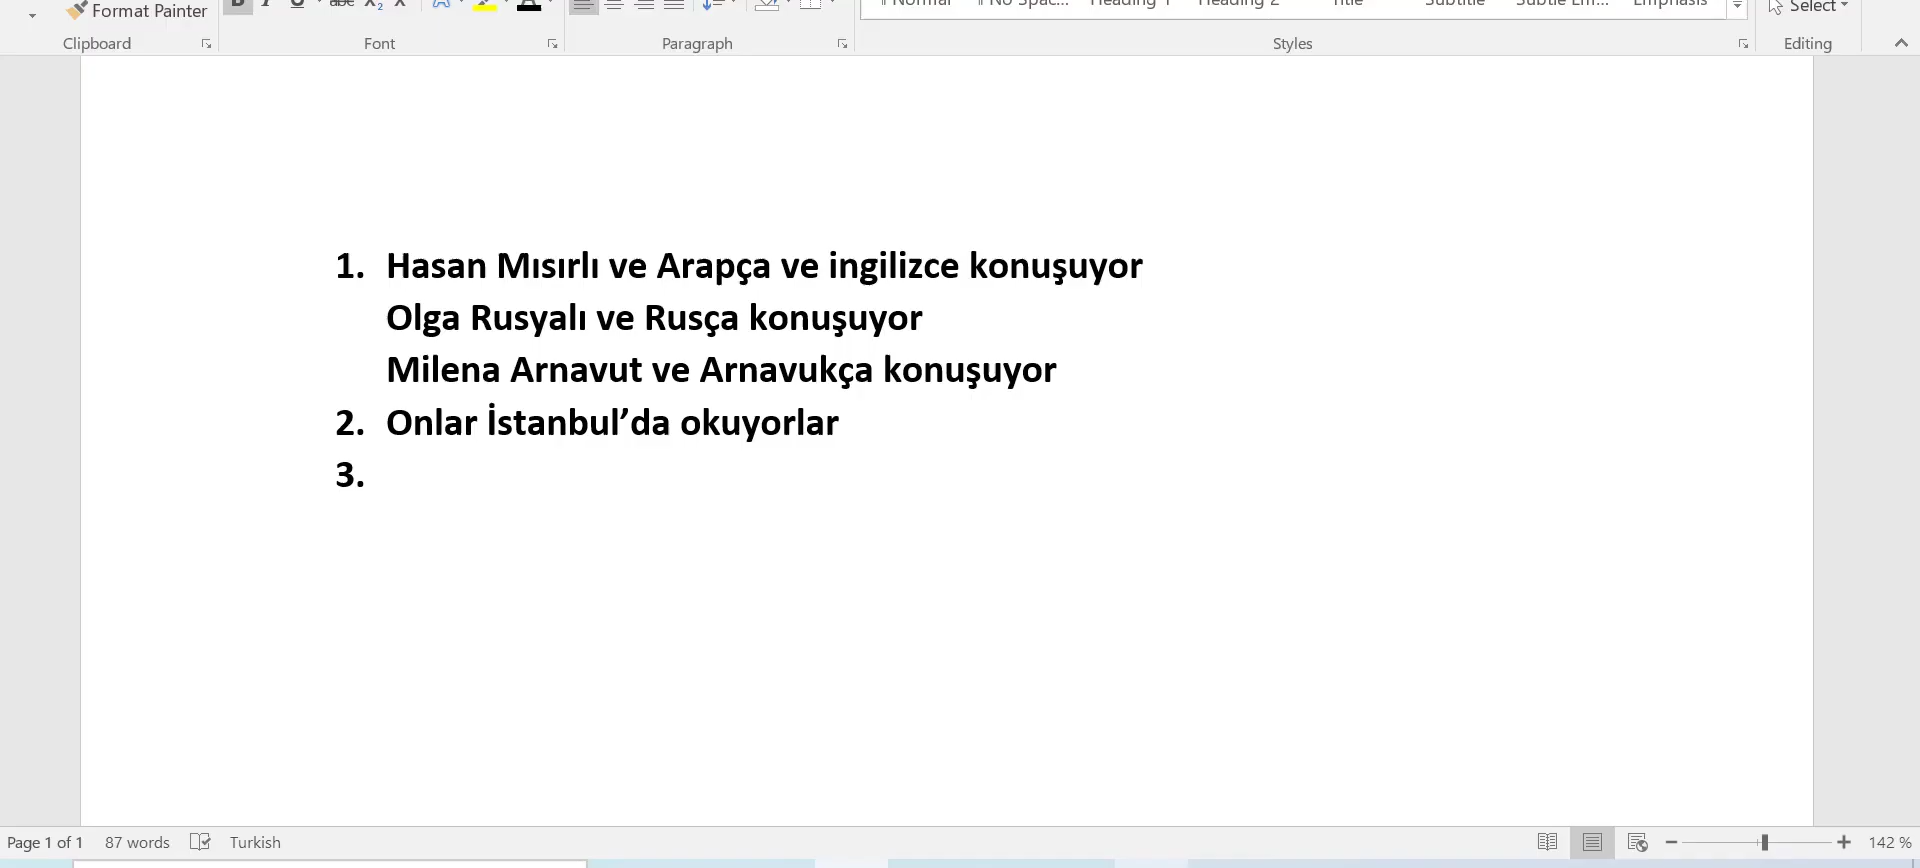 Format Painter
Clipboard
Font
Paragraph
Styles
Select
Editing
1. Hasan Mısırlı ve Arapça ve ingilizce konuşuyor
Olga Rusyalı ve Rusça konuşuyor
Milena Arnavut ve Arnavukça konuşuyor
2. Onlar İstanbul’da okuyorlar
3.
Page 1 of 1 87 words Turkish 142 %